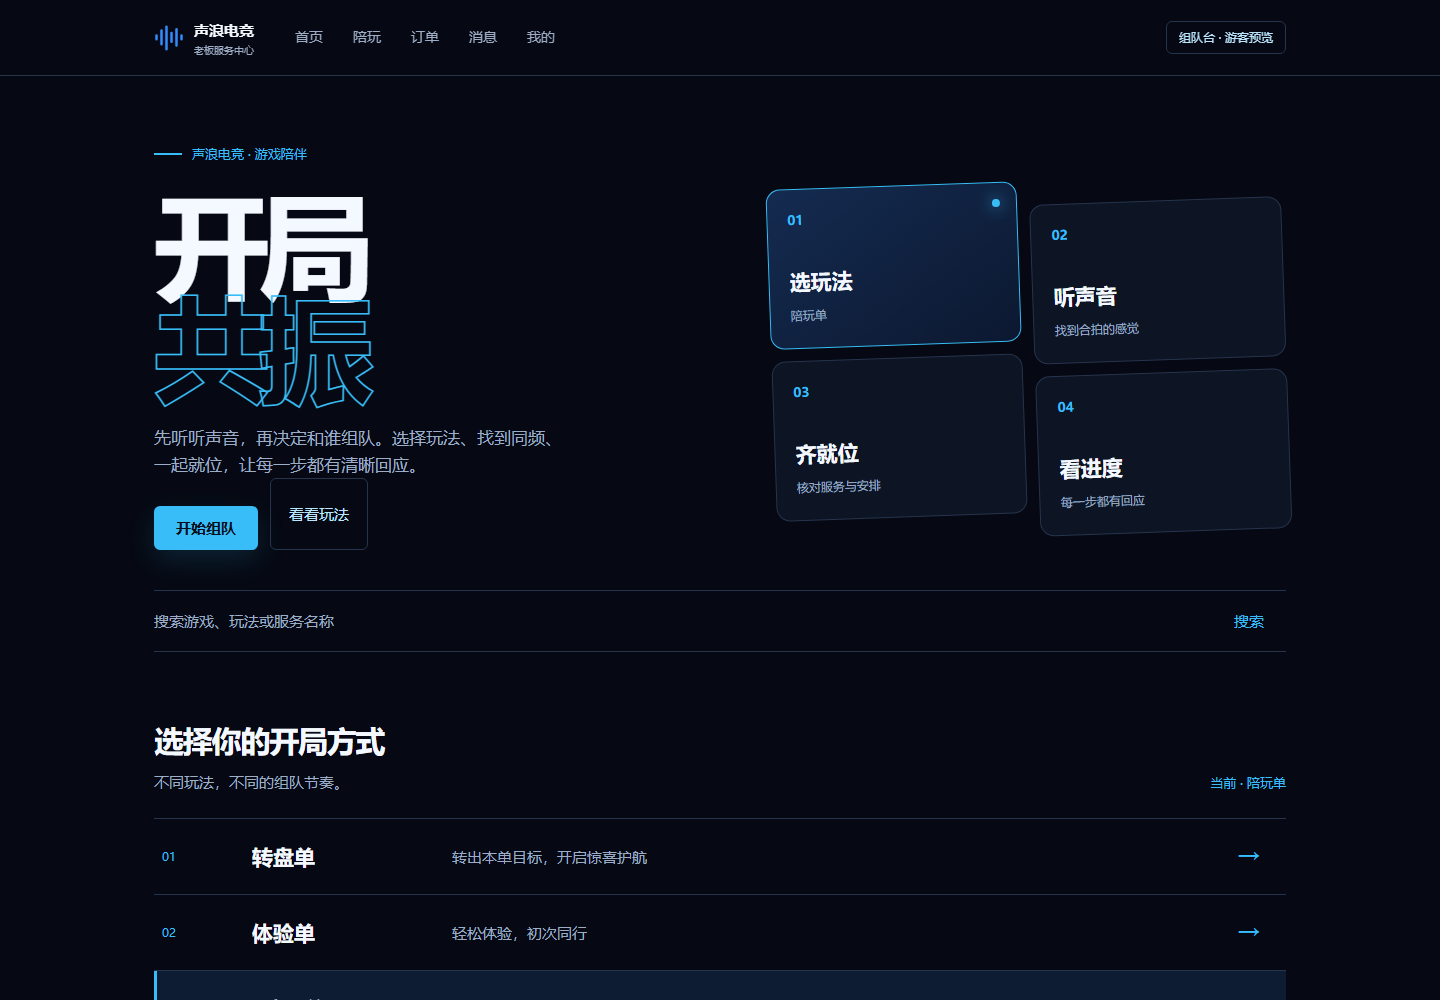 声浪电竞
老板服务中心
首页 陪玩 订单 消息 我的
组队台 · 游客预览
声浪电竞 · 游戏陪伴
开局
共振
先听听声音，再决定和谁组队。选择玩法、找到同频、
一起就位，让每一步都有清晰回应。
开始组队
看看玩法
01
选玩法
陪玩单
02
听声音
找到合拍的感觉
03
齐就位
核对服务与安排
04
看进度
每一步都有回应
搜索游戏、玩法或服务名称
搜索
选择你的开局方式
不同玩法，不同的组队节奏。
当前 · 陪玩单
01 转盘单 转出本单目标，开启惊喜护航 →
02 体验单 轻松体验，初次同行 →